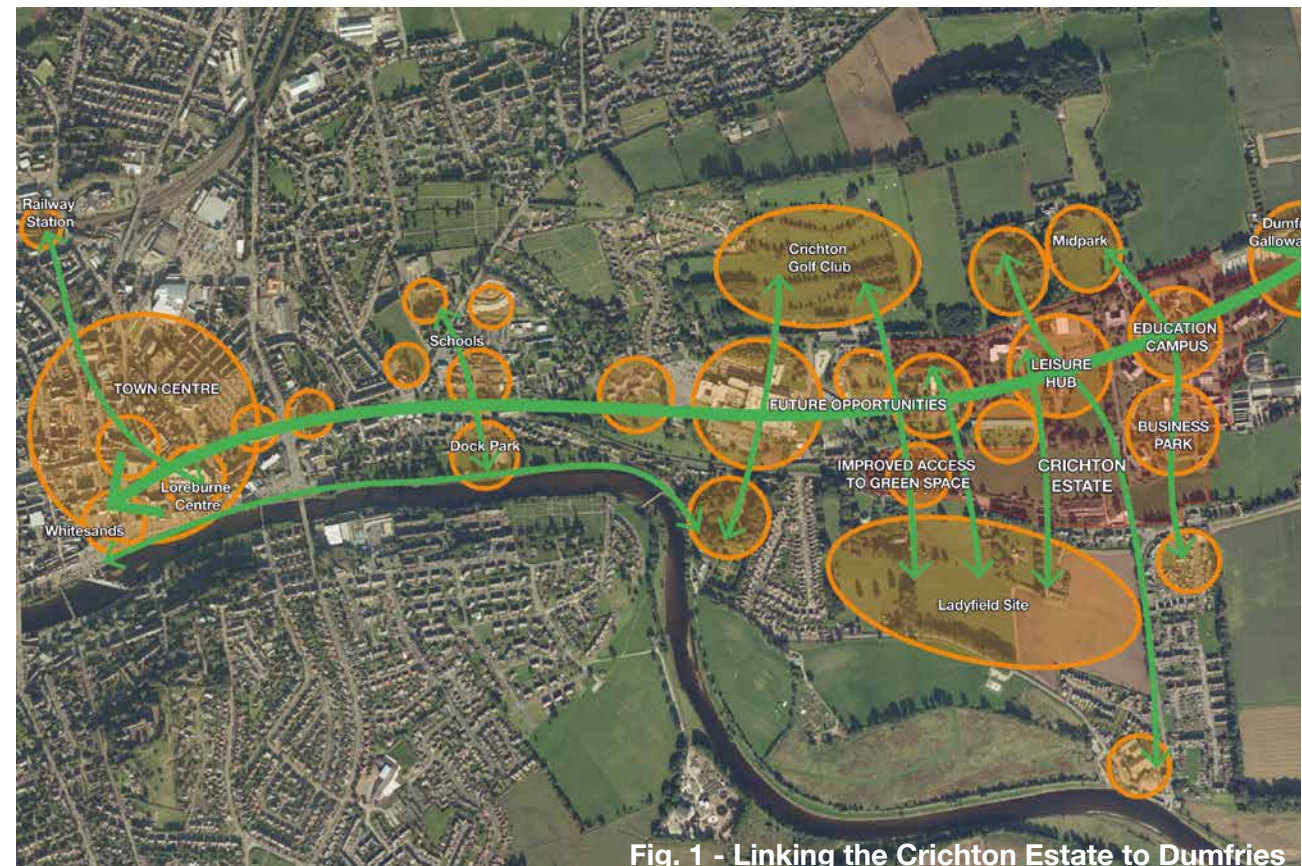 Railway
Station
TOWN CENTRE
Loreburne
Centre
Whitesands
Schools
Dock Park
Crichton
Golf Club
FUTURE OPPORTUNITIES
IMPROVED ACCESS
TO GREEN SPACE
CRICHTON
ESTATE
LEISURE
HUB
Midpark
EDUCATION
CAMPUS
BUSINESS
PARK
Dumfri
Gallowa
Ladyfield Site
Fig. 1 - Linking the Crichton Estate to Dumfries